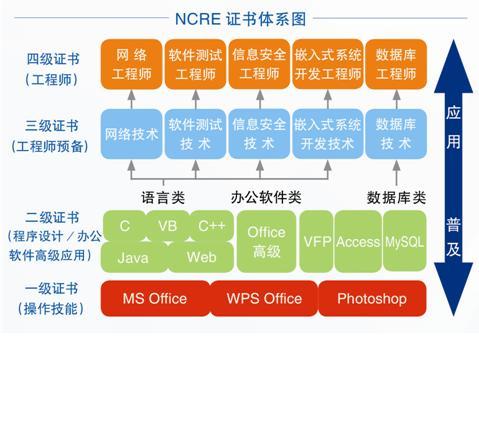 NCRE 证书体系图
四级证书
(工程师)
网 络
工程师
软件测试
工程师
信息安全
工程师
嵌入式系统
开发工程师
数据库
工程师
三级证书
(工程师预备)
网络技术
软件测试
技 术
信息安全
技 术
嵌入式系统
开发技术
数据库
技 术
语言类
办公软件类
数据库类
二级证书
(程序设计/办公
软件高级应用)
C
VB
C++
Java
Web
Office
高级
VFP
Access
MySQL
一级证书
(操作技能)
MS Office
WPS Office
Photoshop
应用
普及